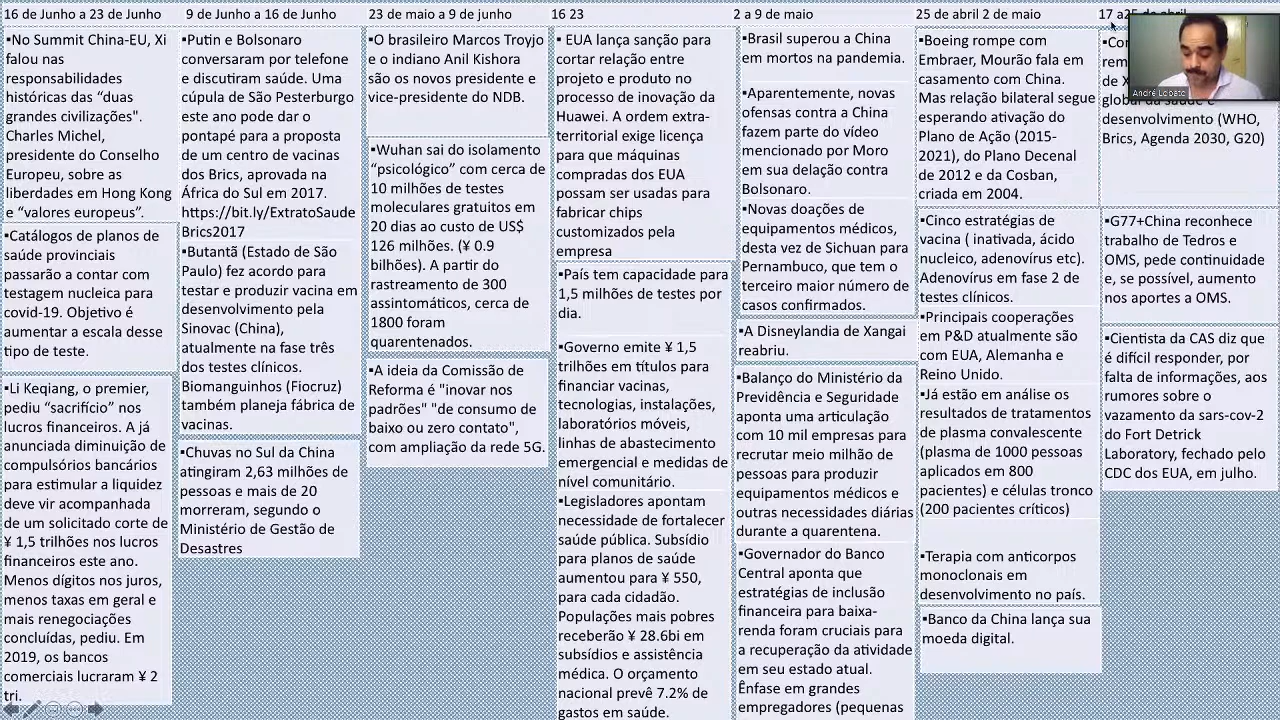 16 de Junho a 23 de Junho
▪No Summit China-EU, Xi
falou nas
responsabilidades
históricas das “duas
grandes civilizações".
Charles Michel,
presidente do Conselho
Europeu, sobre as
liberdades em Hong Kong
e “valores europeus”.
▪Catálogos de planos de
saúde provinciais
passarão a contar com
testagem nucleica para
covid-19. Objetivo é
aumentar a escala desse
tipo de teste.
▪Li Keqiang, o premier,
pediu “sacrifício” nos
lucros financeiros. A já
anunciada diminuição de
compulsórios bancários
para estimular a liquidez
deve vir acompanhada
de um solicitado corte de
¥ 1,5 trilhões nos lucros
financeiros este ano.
Menos dígitos nos juros,
menos taxas em geral e
mais renegociações
concluídas, pediu. Em
2019, os bancos
comerciais lucraram ¥ 2
tri.
9 de Junho a 16 de Junho
▪Putin e Bolsonaro
conversaram por telefone
e discutiram saúde. Uma
cúpula de São Pesterburgo
este ano pode dar o
pontapé para a proposta
de um centro de vacinas
dos Brics, aprovada na
África do Sul em 2017.
https://bit.ly/ExtratoSaude
Brics2017
▪Butantã (Estado de São
Paulo) fez acordo para
testar e produzir vacina em
desenvolvimento pela
Sinovac (China),
atualmente na fase três
dos testes clínicos.
Biomanguinhos (Fiocruz)
também planeja fábrica de
vacinas.
▪Chuvas no Sul da China
atingiram 2,63 milhões de
pessoas e mais de 20
morreram, segundo o
Ministério de Gestão de
Desastres
23 de maio a 9 de junho
▪O brasileiro Marcos Troyjo
e o indiano Anil Kishora
são os novos presidente e
vice-presidente do NDB.
▪Wuhan sai do isolamento
“psicológico” com cerca de
10 milhões de testes
moleculares gratuitos em
20 dias ao custo de US$
126 milhões. (¥ 0.9
bilhões). A partir do
rastreamento de 300
assintomáticos, cerca de
1800 foram
quarentenados.
▪A ideia da Comissão de
Reforma é "inovar nos
padrões" "de consumo de
baixo ou zero contato",
com ampliação da rede 5G.
16 23
▪ EUA lança sanção para
cortar relação entre
projeto e produto no
processo de inovação da
Huawei. A ordem extra-
territorial exige licença
para que máquinas
compradas dos EUA
possam ser usadas para
fabricar chips
customizados pela
empresa
▪País tem capacidade para
1,5 milhões de testes por
dia.
▪Governo emite ¥ 1,5
trilhões em títulos para
financiar vacinas,
tecnologias, instalações,
laboratórios móveis,
linhas de abastecimento
emergencial e medidas de
nível comunitário.
▪Legisladores apontam
necessidade de fortalecer
saúde pública. Subsídio
para planos de saúde
aumentou para ¥ 550,
para cada cidadão.
Populações mais pobres
receberão ¥ 28.6bi em
subsídios e assistência
médica. O orçamento
nacional prevê 7.2% de
gastos em saúde.
2 a 9 de maio
▪Brasil superou a China
em mortos na pandemia.
▪Aparentemente, novas
ofensas contra a China
fazem parte do vídeo
mencionado por Moro
em sua delação contra
Bolsonaro.
▪Novas doações de
equipamentos médicos,
desta vez de Sichuan para
Pernambuco, que tem o
terceiro maior número de
casos confirmados.
▪A Disneylandia de Xangai
reabriu.
▪Balanço do Ministério da
Previdência e Seguridade
aponta uma articulação
com 10 mil empresas para
recrutar meio milhão de
pessoas para produzir
equipamentos médicos e
outras necessidades diárias
durante a quarentena.
▪Governador do Banco
Central aponta que
estratégias de inclusão
financeira para baixa-
renda foram cruciais para
a recuperação da atividade
em seu estado atual.
Ênfase em grandes
empregadores (pequenas
25 de abril 2 de maio
▪Boeing rompe com
Embraer, Mourão fala em
casamento com China.
Mas relação bilateral segue
esperando ativação do
Plano de Ação (2015-
2021), do Plano Decenal
de 2012 e da Cosban,
criada em 2004.
▪Cinco estratégias de
vacina ( inativada, ácido
nucleico, adenovírus etc).
Adenovírus em fase 2 de
testes clínicos.
▪Principais cooperações
em P&D atualmente são
com EUA, Alemanha e
Reino Unido.
▪Já estão em análise os
resultados de tratamentos
de plasma convalescente
(plasma de 1000 pessoas
aplicados em 800
pacientes) e células tronco
(200 pacientes críticos)
▪Terapia com anticorpos
monoclonais em
desenvolvimento no país.
▪Banco da China lança sua
moeda digital.
17 a25 de abril
de X
global da saúde e
desenvolvimento (WHO,
Brics, Agenda 2030, G20)
▪G77+China reconhece
trabalho de Tedros e
OMS, pede continuidade
e, se possível, aumento
nos aportes a OMS.
▪Cientista da CAS diz que
é difícil responder, por
falta de informações, aos
rumores sobre o
vazamento da sars-cov-2
do Fort Detrick
Laboratory, fechado pelo
CDC dos EUA, em julho.
André Lobato